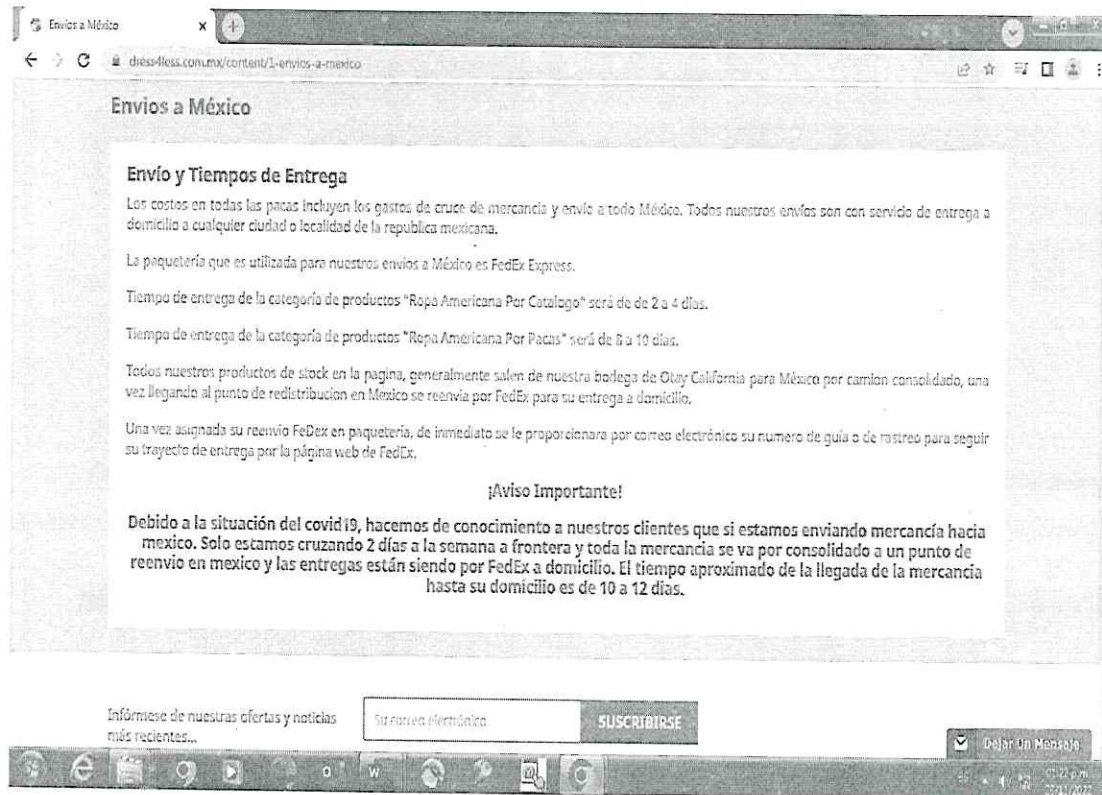 Envios a México
dress4less.com.mx/content/1-envios-a-mexico
Envios a México
Envío y Tiempos de Entrega
Los costos en todas las pacas incluyen los gastos de cruce de mercancia y envio a todo México. Todos nuestros envíos son con servicio de entrega a
domicilio a cualquier ciudad o localidad de la republica mexicana.
La paquetería que es utilizada para nuestros envios a México es FedEx Express.
Tiempo de entrega de la categoría de productos "Ropa Americana Por Catalogo" será de de 2 a 4 días.
Tiempo de entrega de la categoría de productos "Ropa Americana Por Pacas" será de 8 a 10 días.
Todos nuestros productos de stock en la pagina, generalmente salen de nuestra bodega de Otay California para México por camion consolidado, una
vez llegando al punto de redistribucion en Mexico se reenvia por FedEx para su entrega a domicilio.
Una vez asignada su reenvio FeDex en paquetería, de inmediato se le proporcionara por correo electrónico su numero de guía o de rastreo para seguir
su trayecto de entrega por la página web de FedEx.
¡Aviso Importante!
Debido a la situación del covid19, hacemos de conocimiento a nuestros clientes que si estamos enviando mercancía hacia
mexico. Solo estamos cruzando 2 días a la semana a frontera y toda la mercancia se va por consolidado a un punto de
reenvio en mexico y las entregas están siendo por FedEx a domicilio. El tiempo aproximado de la llegada de la mercancia
hasta su domicilio es de 10 a 12 días.
Infórmese de nuestras ofertas y noticias
más recientes...
Su correo electrónico
SUSCRIBIRSE
Dejar Un Mensaje
ES
01:22 p.m.